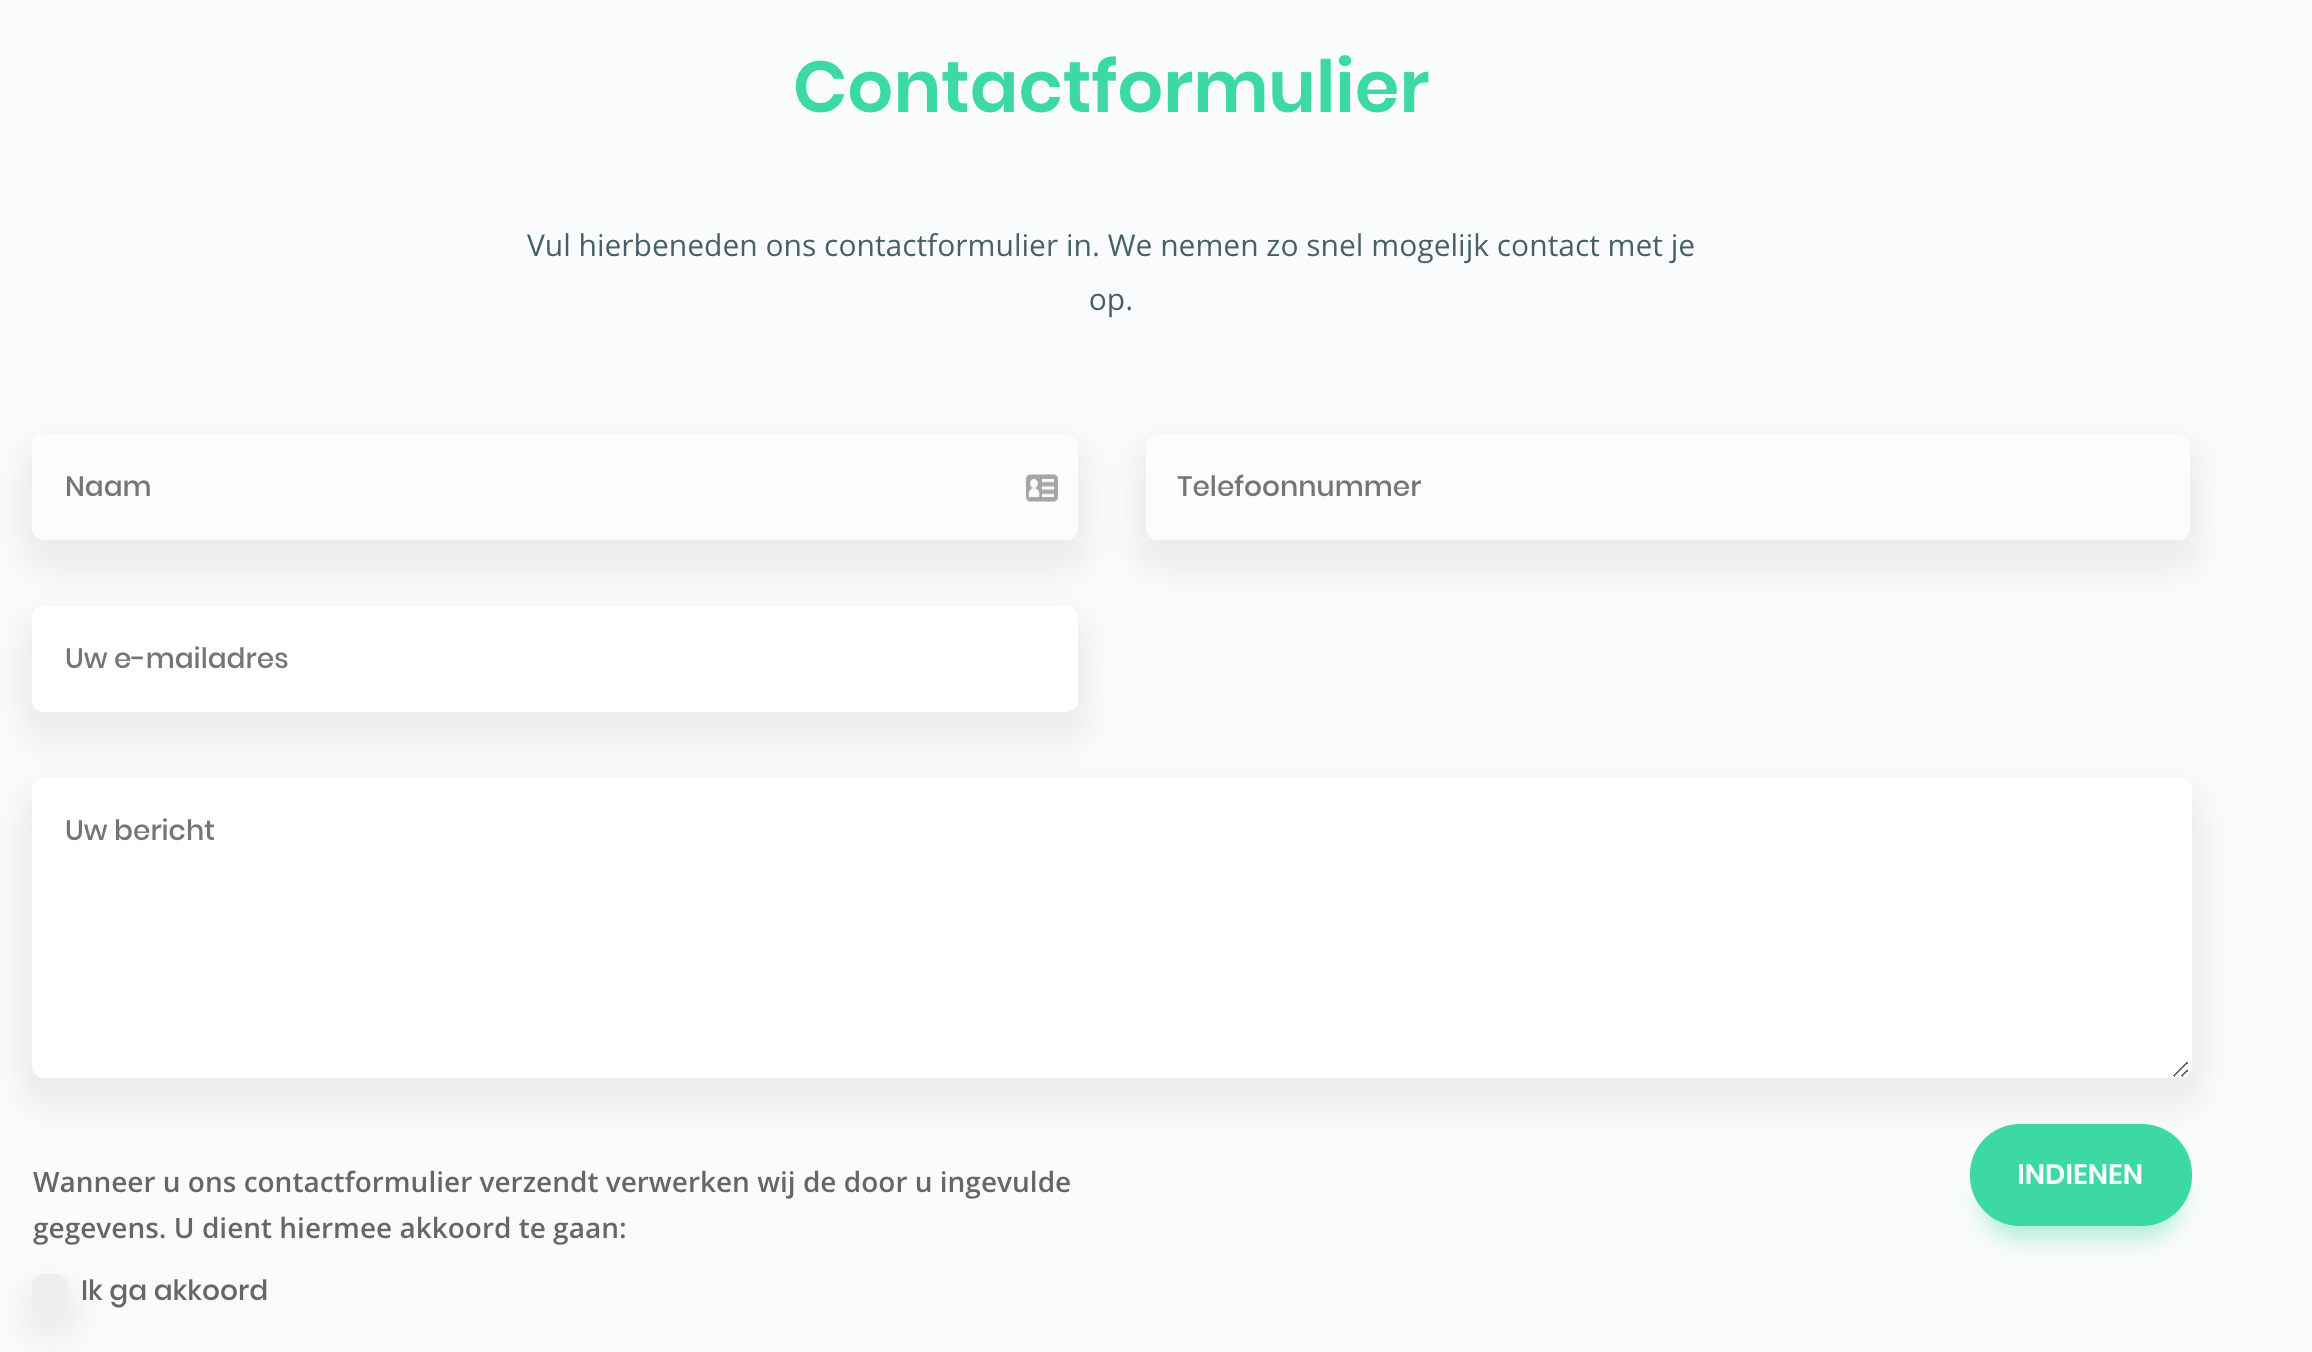 Contactformulier
Vul hierbeneden ons contactformulier in. We nemen zo snel mogelijk contact met je
op.
Naam
Telefoonnummer
Uw e-mailadres
Uw bericht
Wanneer u ons contactformulier verzendt verwerken wij de door u ingevulde
gegevens. U dient hiermee akkoord te gaan:
INDIENEN
Ik ga akkoord